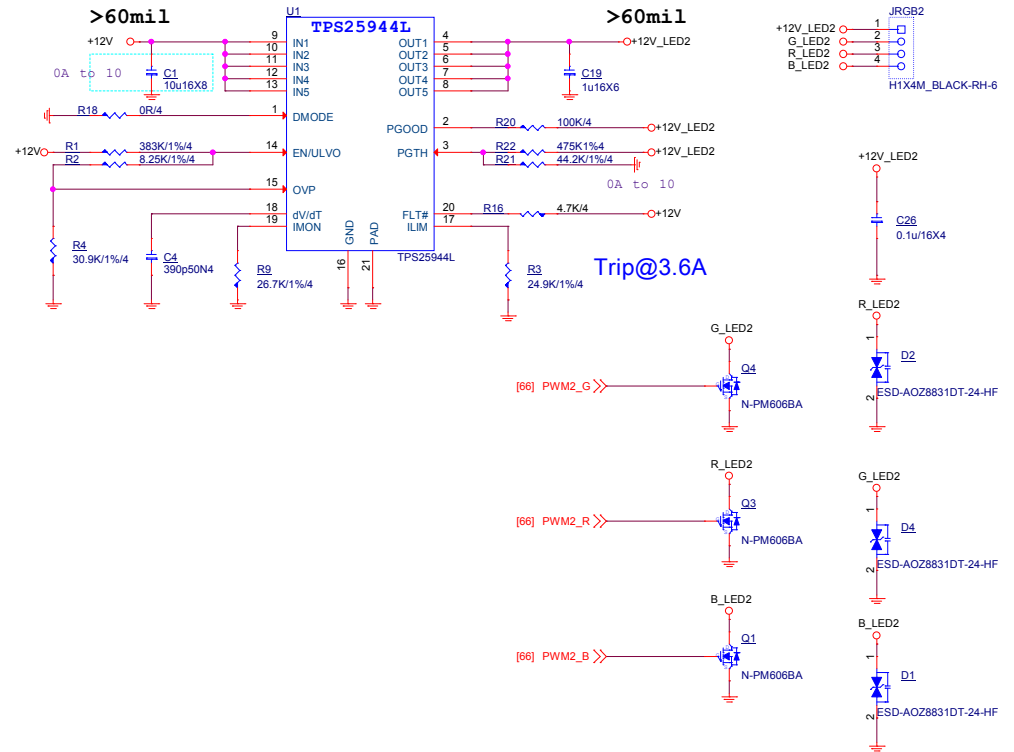 >60mil
>60mil
U1
TPS25944L
+12V
9 IN1
10 IN2
11 IN3
12 IN4
13 IN5
OUT1 4
OUT2 5
OUT3 6
OUT4 7
OUT5 8
+12V_LED2
0A to 10
C1
10u16X8
C19
1u16X6
R18 0R/4
1 DMODE
PGOOD 2
R20 100K/4
+12V_LED2
+12V
R1 383K/1%/4
R2 8.25K/1%/4
14 EN/ULVO
PGTH 3
R22 475K1%4
+12V_LED2
R21 44.2K/1%/4
0A to 10
15 OVP
18 dV/dT
19 IMON
FLT# 20
ILIM 17
R16 4.7K/4
+12V
GND
PAD
16
21
TPS25944L
R4
30.9K/1%/4
C4
390p50N4
R9
26.7K/1%/4
R3
24.9K/1%/4
Trip@3.6A
JRGB2
+12V_LED2 1
G_LED2 2
R_LED2 3
B_LED2 4
H1X4M_BLACK-RH-6
+12V_LED2
C26
0.1u/16X4
R_LED2
1
D2
ESD-AOZ8831DT-24-HF
2
G_LED2
Q4
[66] PWM2_G
N-PM606BA
R_LED2
Q3
[66] PWM2_R
N-PM606BA
G_LED2
1
D4
ESD-AOZ8831DT-24-HF
2
B_LED2
Q1
[66] PWM2_B
N-PM606BA
B_LED2
1
D1
ESD-AOZ8831DT-24-HF
2